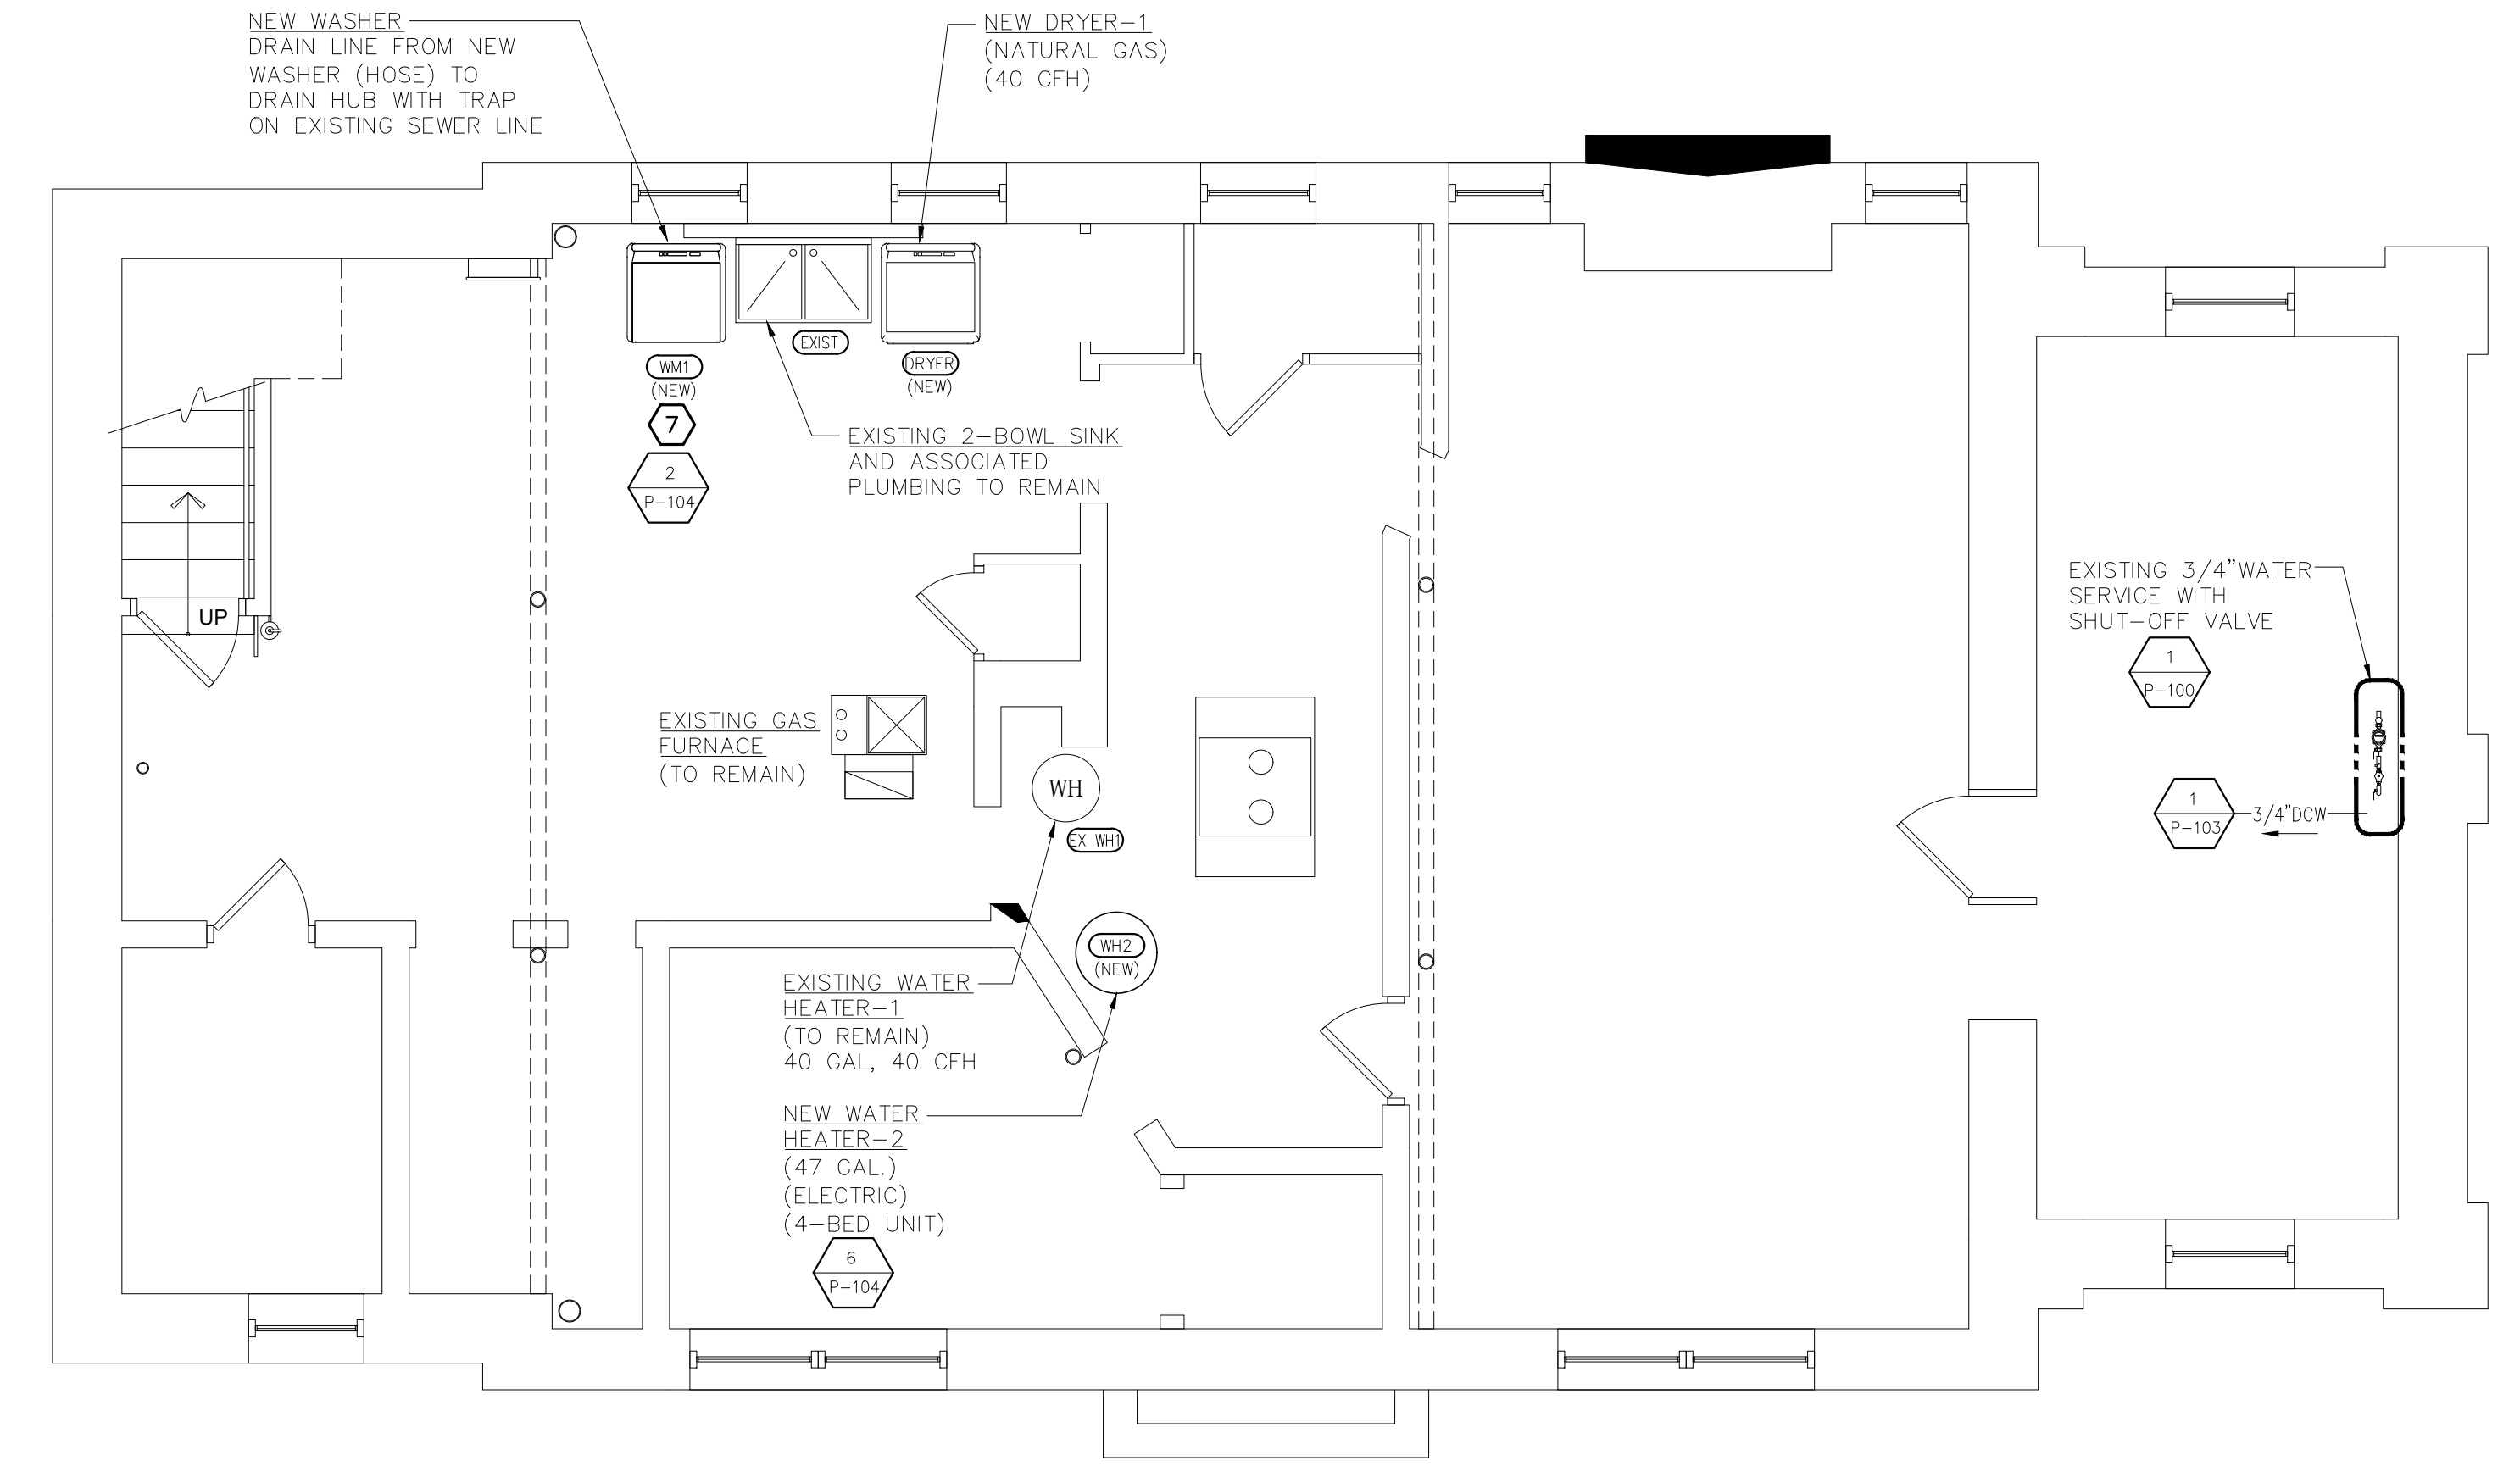 NEW WASHER
DRAIN LINE FROM NEW
WASHER (HOSE) TO
DRAIN HUB WITH TRAP
ON EXISTING SEWER LINE
NEW DRYER-1
(NATURAL GAS)
(40 CFH)
EXIST
WM1
(NEW)
7
2
P-104
DRYER
(NEW)
EXISTING 2-BOWL SINK
AND ASSOCIATED
PLUMBING TO REMAIN
UP
EXISTING 3/4"WATER
SERVICE WITH
SHUT-OFF VALVE
1
P-100
EXISTING GAS
FURNACE
(TO REMAIN)
WH
EX WH1
1
P-103
3/4"DCW
WH2
(NEW)
EXISTING WATER
HEATER-1
(TO REMAIN)
40 GAL, 40 CFH
NEW WATER
HEATER-2
(47 GAL.)
(ELECTRIC)
(4-BED UNIT)
6
P-104